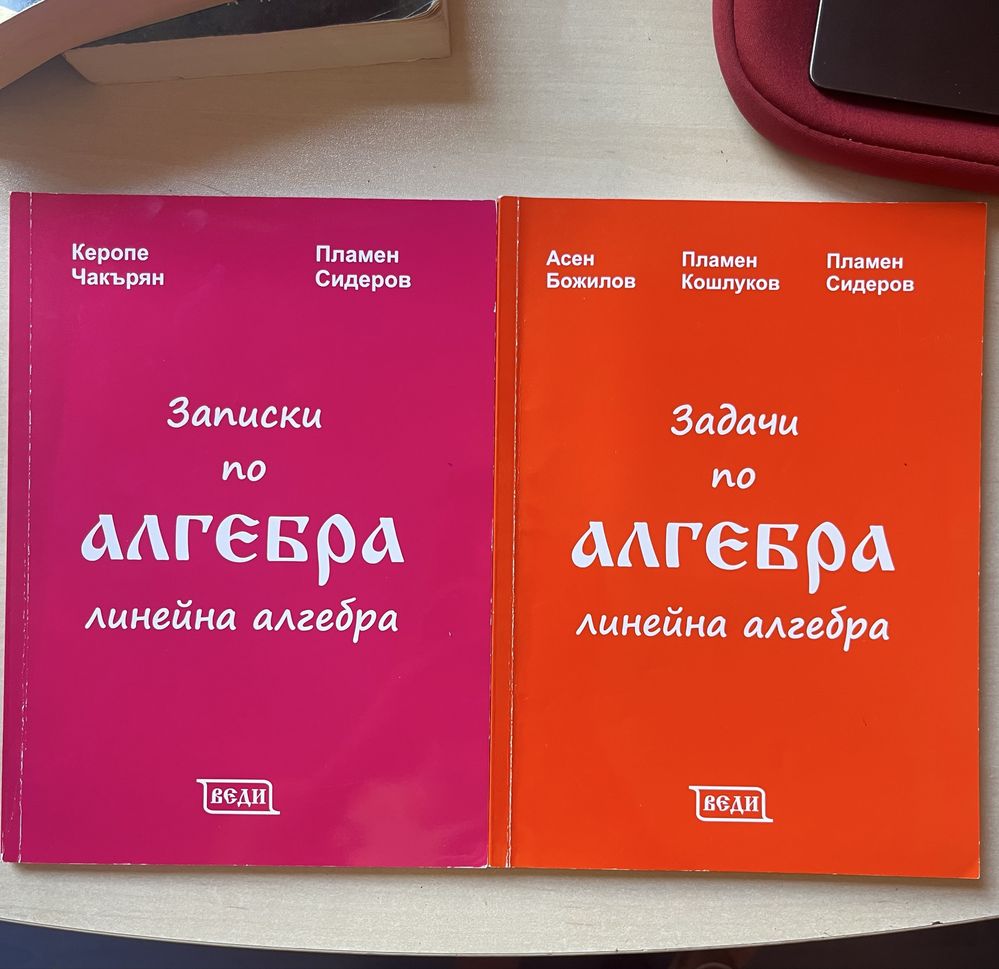 Керопе
Чакърян
Пламен
Сидеров
Записки
по
АЛГЕБРА
линейна алгебра
ВЕДИ
Асен
Божилов
Пламен
Кошлуков
Пламен
Сидеров
Задачи
по
АЛГЕБРА
линейна алгебра
ВЕДИ